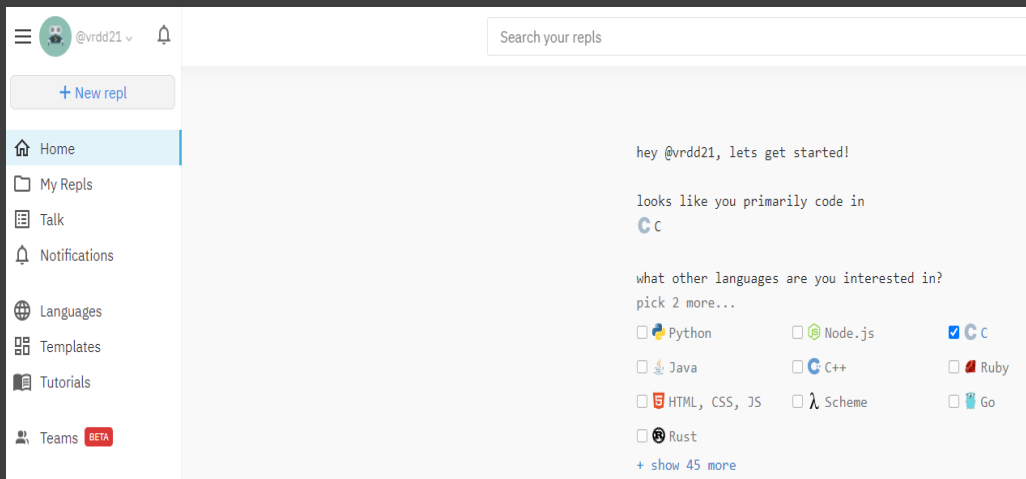 @vrdd21
Search your repls
+ New repl
Home
My Repls
Talk
Notifications
Languages
Templates
Tutorials
Teams BETA
hey @vrdd21, lets get started!
looks like you primarily code in
C C
what other languages are you interested in?
pick 2 more...
Python Node.js C C
Java C C++ Ruby
5 HTML, CSS, JS λ Scheme Go
R Rust
+ show 45 more